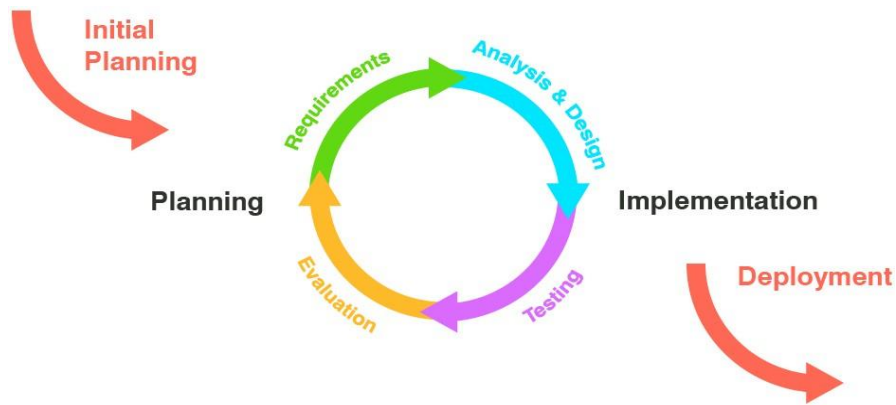 Initial
Planning
Requirements
Analysis & Design
Planning
Implementation
Evaluation
Testing
Deployment